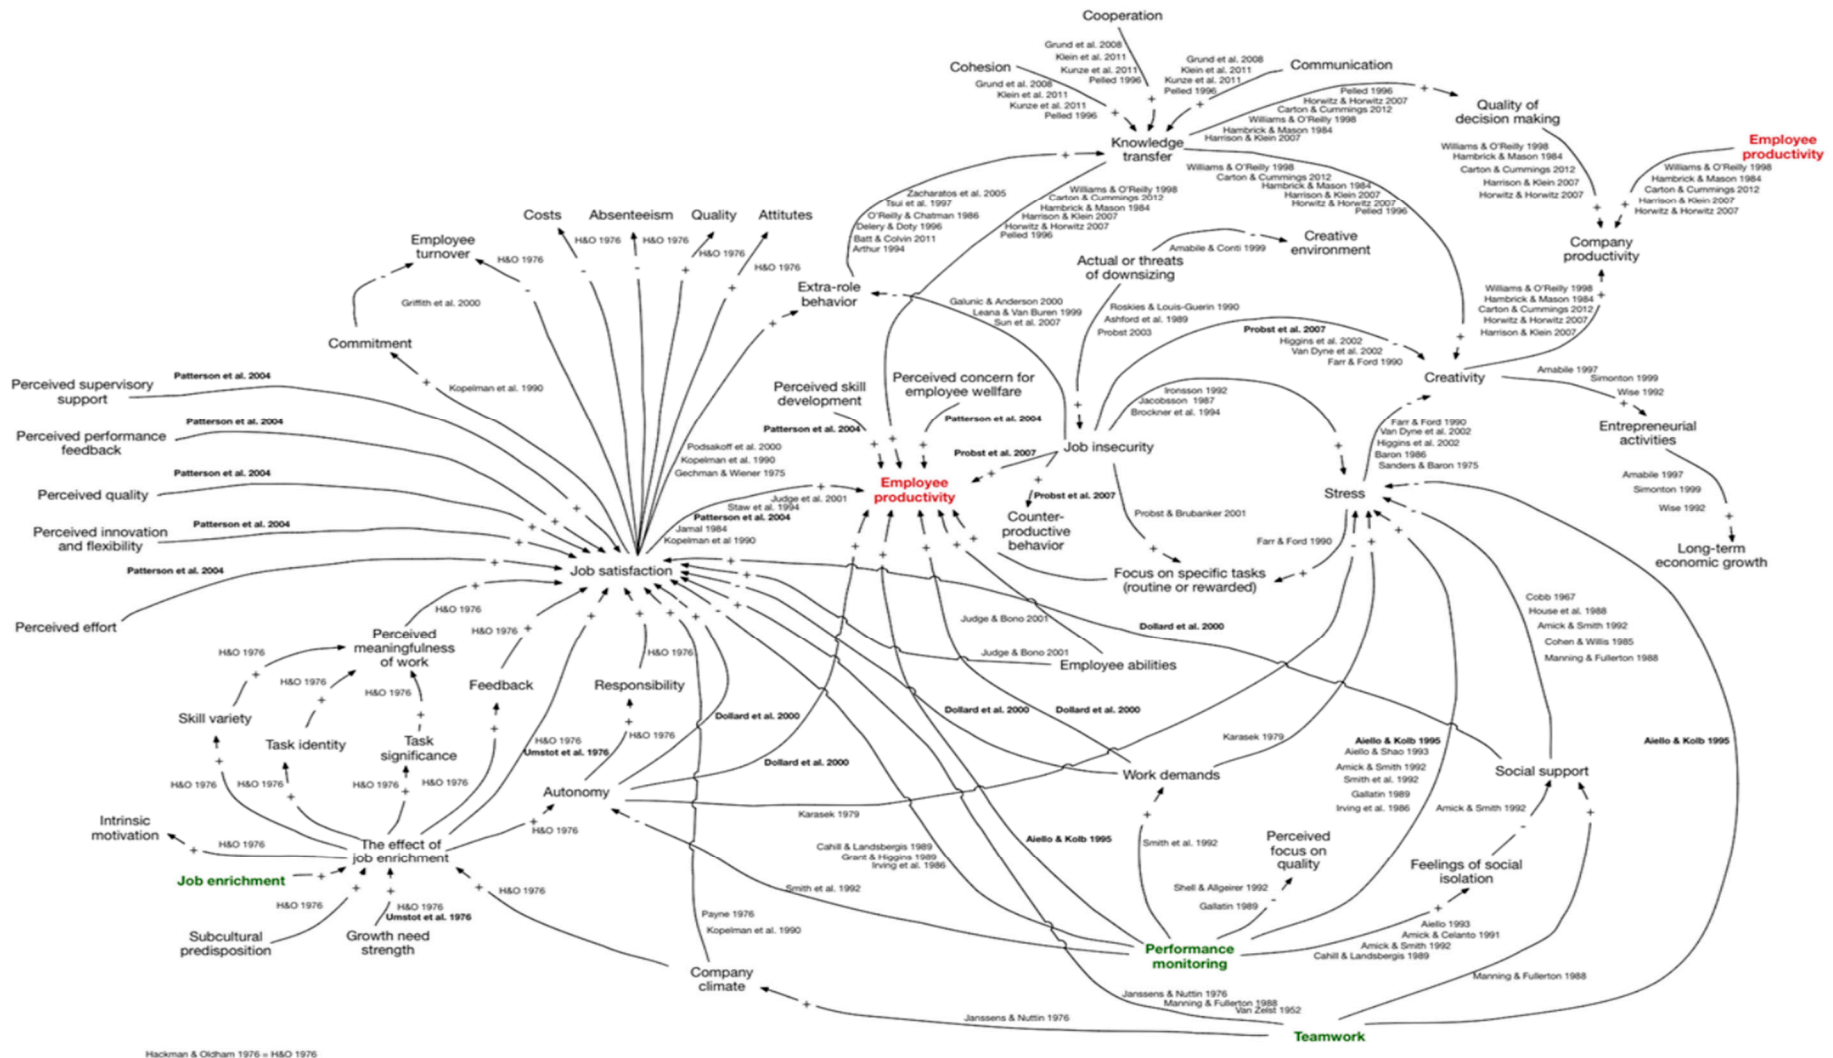 Cooperation
Grund et al. 2008
Klein et al. 2011
Kunze et al. 2011
Pelled 1996
Cohesion
Grund et al. 2008
Klein et al. 2011
Kunze et al. 2011
Pelled 1996
Grund et al. 2008
Klein et al. 2011
Kunze et al. 2011
Pelled 1996
Communication
Pelled 1996
Horwitz & Horwitz 2007
Carton & Cummings 2012
Williams & O'Reilly 1998
Hambrick & Mason 1984
Harrison & Klein 2007
Quality of
decision making
Knowledge
transfer
Williams & O'Reilly 1998
Hambrick & Mason 1984
Carton & Cummings 2012
Harrison & Klein 2007
Horwitz & Horwitz 2007
Employee
productivity
Williams & O'Reilly 1998
Hambrick & Mason 1984
Carton & Cummings 2012
Harrison & Klein 2007
Horwitz & Horwitz 2007
Williams & O'Reilly 1998
Carton & Cummings 2012
Hambrick & Mason 1984
Harrison & Klein 2007
Horwitz & Horwitz 2007
Pelled 1996
Zacharatos et al. 2005
Tsui et al. 1997
O'Reilly & Chatman 1986
Delery & Doty 1996
Batt & Colvin 2011
Arthur 1994
Williams & O'Reilly 1998
Carton & Cummings 2012
Hambrick & Mason 1984
Harrison & Klein 2007
Horwitz & Horwitz 2007
Pelled 1996
Costs
Absenteeism
Quality
Attitutes
H&O 1976
H&O 1976
H&O 1976
H&O 1976
Employee
turnover
H&O 1976
Griffith et al. 2000
Commitment
Kopelman et al. 1990
Extra-role
behavior
Galunic & Anderson 2000
Leana & Van Buren 1999
Sun et al. 2007
Actual or threats
of downsizing
Amabile & Conti 1999
Creative
environment
Company
productivity
Roskies & Louis-Guerin 1990
Ashford et al. 1989
Probst 2003
Probst et al. 2007
Higgins et al. 2002
Van Dyne et al. 2002
Farr & Ford 1990
Williams & O'Reilly 1998
Hambrick & Mason 1984
Carton & Cummings 2012
Horwitz & Horwitz 2007
Harrison & Klein 2007
Creativity
Amabile 1997
Simonton 1999
Wise 1992
Entrepreneurial
activities
Amabile 1997
Simonton 1999
Wise 1992
Long-term
economic growth
Perceived supervisory
support
Patterson et al. 2004
Perceived performance
feedback
Patterson et al. 2004
Perceived quality
Patterson et al. 2004
Perceived innovation
and flexibility
Patterson et al. 2004
Perceived effort
Patterson et al. 2004
Perceived skill
development
Patterson et al. 2004
Perceived concern for
employee wellfare
Patterson et al. 2004
Podsakoff et al. 2000
Kopelman et al. 1990
Gechman & Wiener 1975
Judge et al. 2001
Staw et al. 1994
Patterson et al. 2004
Jamal 1984
Kopelman et al 1990
Employee
productivity
Job insecurity
Probst et al. 2007
Probst et al. 2007
Counter-
productive
behavior
Ironsson 1992
Jacobsson 1987
Brockner et al. 1994
Probst & Brubanker 2001
Focus on specific tasks
(routine or rewarded)
Farr & Ford 1990
Stress
Farr & Ford 1990
Van Dyne et al. 2002
Higgins et al. 2002
Baron 1986
Sanders & Baron 1975
Job satisfaction
H&O 1976
Perceived
meaningfulness
of work
H&O 1976
H&O 1976
H&O 1976
H&O 1976
Skill variety
Task identity
Task
significance
Feedback
Responsibility
H&O 1976
H&O 1976
H&O 1976
H&O 1976
H&O 1976
H&O 1976
H&O 1976
H&O 1976
Umstot et al. 1976
Autonomy
H&O 1976
Intrinsic
motivation
H&O 1976
The effect of
job enrichment
Job enrichment
H&O 1976
Subcultural
predisposition
H&O 1976
Umstot et al. 1976
Growth need
strength
H&O 1976
Company
climate
Payne 1976
Kopelman et al. 1990
Judge & Bono 2001
Judge & Bono 2001
Employee abilities
Dollard et al. 2000
Dollard et al. 2000
Dollard et al. 2000
Dollard et al. 2000
Dollard et al. 2000
Karasek 1979
Karasek 1979
Work demands
Cobb 1967
House et al. 1988
Amick & Smith 1992
Cohen & Willis 1985
Manning & Fullerton 1988
Social support
Aiello & Kolb 1995
Aiello & Kolb 1995
Aiello & Shao 1993
Amick & Smith 1992
Smith et al. 1992
Gallatin 1989
Irving et al. 1986
Amick & Smith 1992
Cahill & Landsbergis 1989
Grant & Higgins 1989
Irving et al. 1986
Smith et al. 1992
Aiello & Kolb 1995
Smith et al. 1992
Perceived
focus on
quality
Shell & Allgeirer 1992
Gallatin 1989
Feelings of social
isolation
Aiello 1993
Amick & Celanto 1991
Amick & Smith 1992
Cahill & Landsbergis 1989
Performance
monitoring
Manning & Fullerton 1988
Janssens & Nuttin 1976
Manning & Fullerton 1988
Van Zelst 1952
Janssens & Nuttin 1976
Teamwork
Hackman & Oldham 1976 = H&O 1976